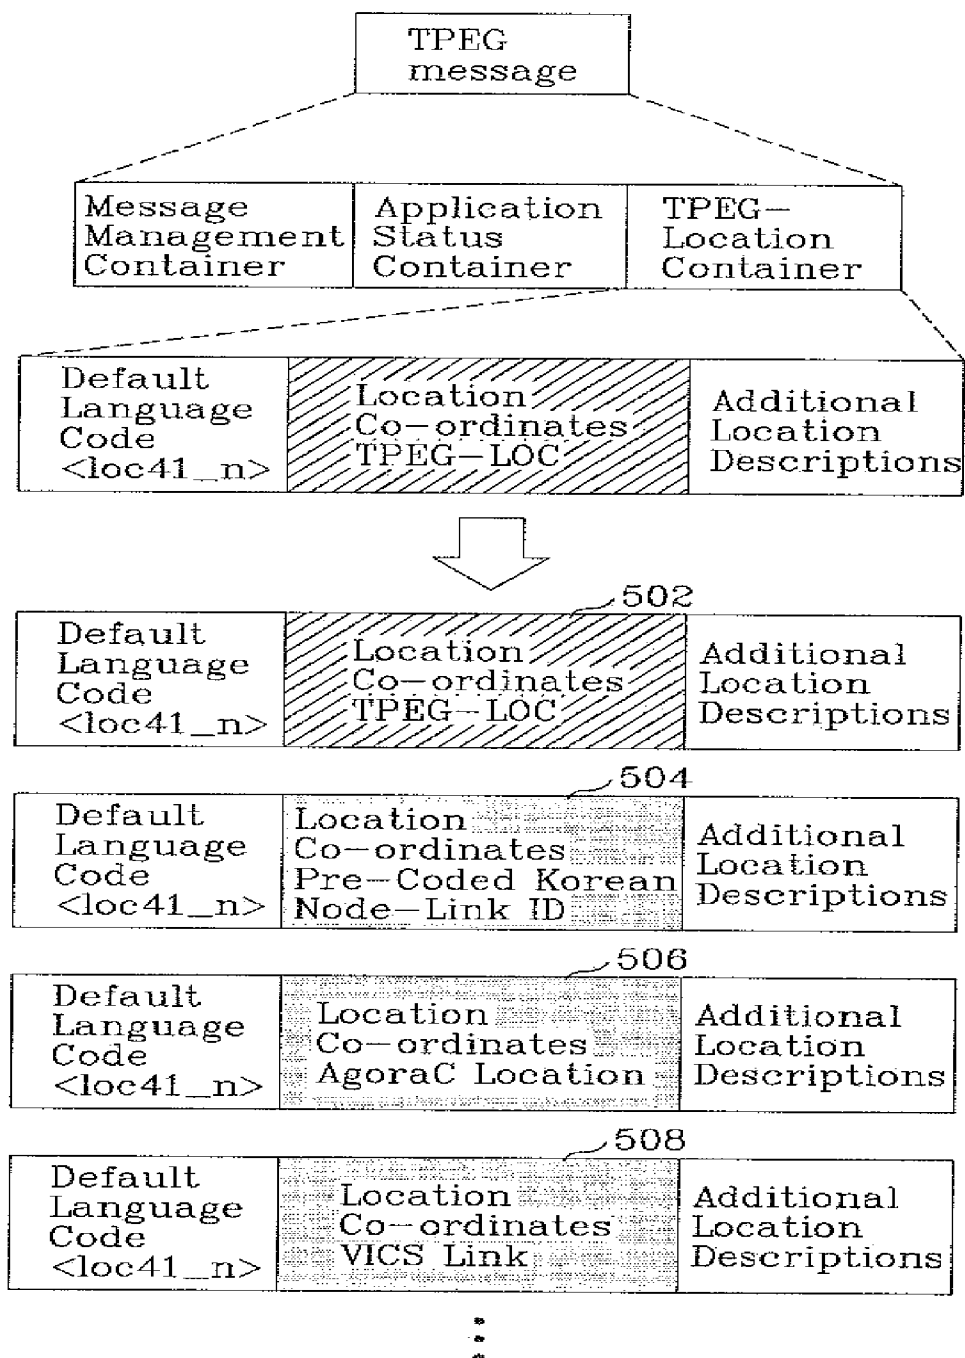 TPEG
message
Message
Management
Container
Application
Status
Container
TPEG-
Location
Container
Default
Language
Code
<loc41_n>
Location
Co-ordinates
TPEG-LOC
Additional
Location
Descriptions
502
Default
Language
Code
<loc41_n>
Location
Co-ordinates
TPEG-LOC
Additional
Location
Descriptions
504
Default
Language
Code
<loc41_n>
Location
Co-ordinates
Pre-Coded Korean
Node-Link ID
Additional
Location
Descriptions
506
Default
Language
Code
<loc41_n>
Location
Co-ordinates
AgoraC Location
Additional
Location
Descriptions
508
Default
Language
Code
<loc41_n>
Location
Co-ordinates
VICS Link
Additional
Location
Descriptions